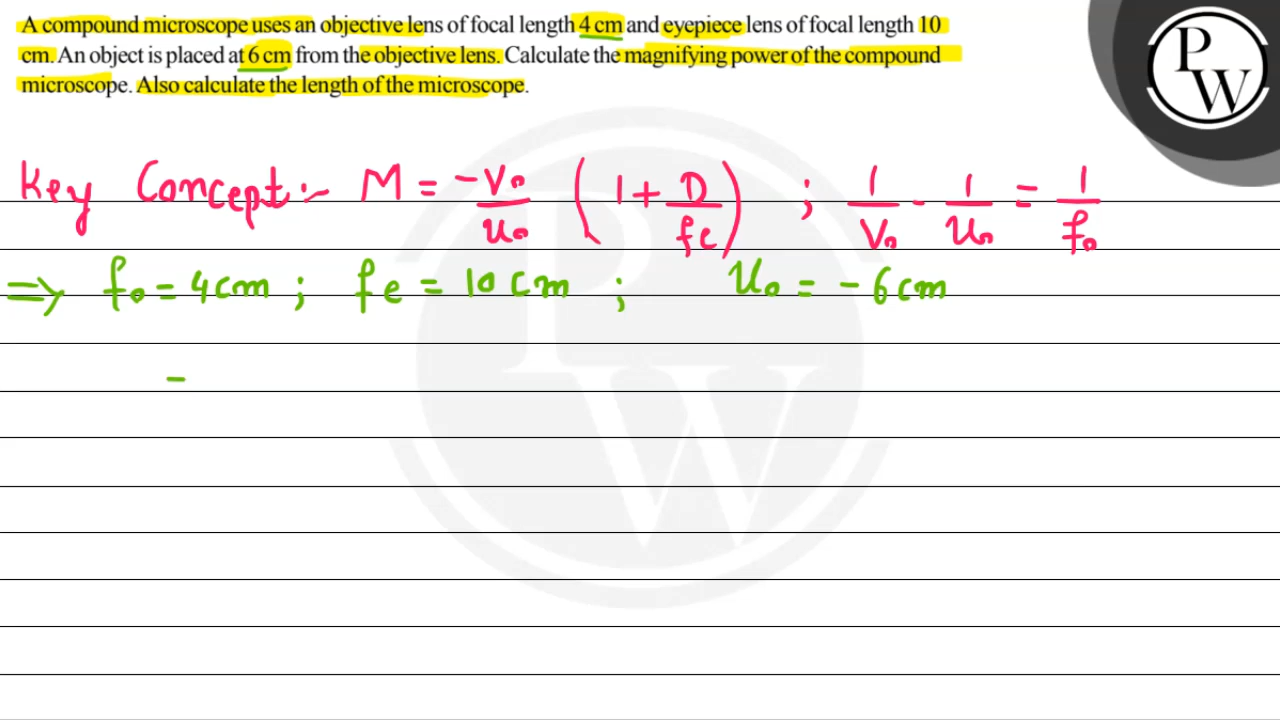 A compound microscope uses an objective lens of focal length 4 cm and eyepiece lens of focal length 10
cm. An object is placed at 6 cm from the objective lens. Calculate the magnifying power of the compound
microscope. Also calculate the length of the microscope.
P
W
Key Concept :- M = -v₀/u₀ (1 + D/fe) ; 1/v₀ - 1/u₀ = 1/f₀
⇒ f₀ = 4cm ; fe = 10 cm ; u₀ = - 6 cm
-
P
W